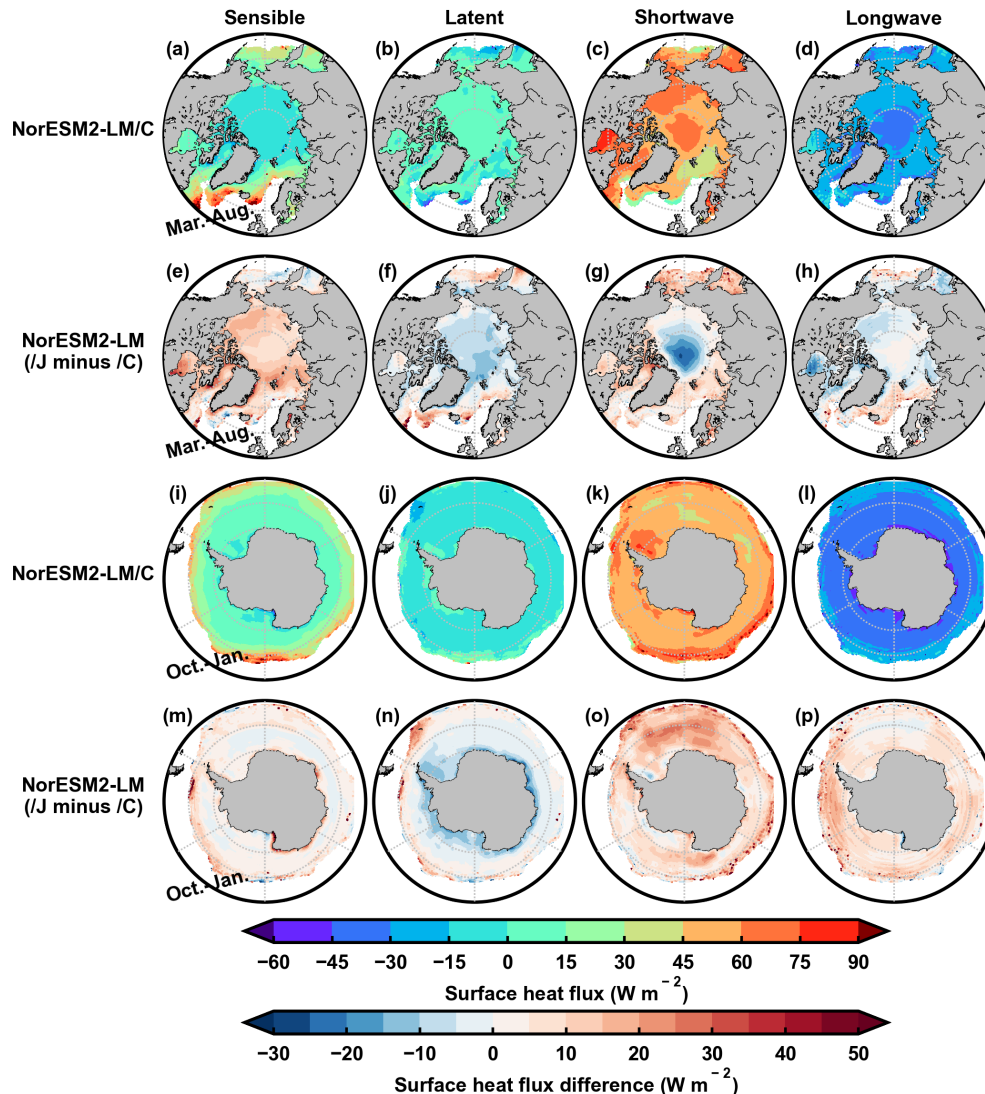 Sensible Latent Shortwave Longwave
(a) (b) (c) (d)
NorESM2-LM/C
Mar.-Aug.
(e) (f) (g) (h)
NorESM2-LM
(/J minus /C)
Mar.-Aug.
(i) (j) (k) (l)
NorESM2-LM/C
Oct.-Jan.
(m) (n) (o) (p)
NorESM2-LM
(/J minus /C)
Oct.-Jan.
−60 −45 −30 −15 0 15 30 45 60 75 90
Surface heat flux (W m⁻²)
−30 −20 −10 0 10 20 30 40 50
Surface heat flux difference (W m⁻²)